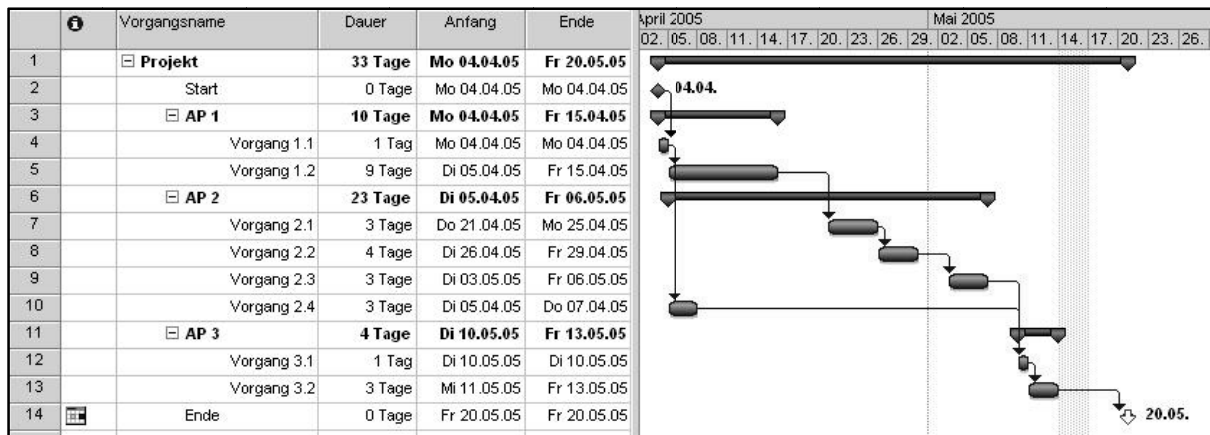 Vorgangsname Dauer Anfang Ende April 2005 Mai 2005
02. 05. 08. 11. 14. 17. 20. 23. 26. 29. 02. 05. 08. 11. 14. 17. 20. 23. 26.
1 Projekt 33 Tage Mo 04.04.05 Fr 20.05.05
2 Start 0 Tage Mo 04.04.05 Mo 04.04.05 04.04.
3 AP 1 10 Tage Mo 04.04.05 Fr 15.04.05
4 Vorgang 1.1 1 Tag Mo 04.04.05 Mo 04.04.05
5 Vorgang 1.2 9 Tage Di 05.04.05 Fr 15.04.05
6 AP 2 23 Tage Di 05.04.05 Fr 06.05.05
7 Vorgang 2.1 3 Tage Do 21.04.05 Mo 25.04.05
8 Vorgang 2.2 4 Tage Di 26.04.05 Fr 29.04.05
9 Vorgang 2.3 3 Tage Di 03.05.05 Fr 06.05.05
10 Vorgang 2.4 3 Tage Di 05.04.05 Do 07.04.05
11 AP 3 4 Tage Di 10.05.05 Fr 13.05.05
12 Vorgang 3.1 1 Tag Di 10.05.05 Di 10.05.05
13 Vorgang 3.2 3 Tage Mi 11.05.05 Fr 13.05.05
14 Ende 0 Tage Fr 20.05.05 Fr 20.05.05 20.05.